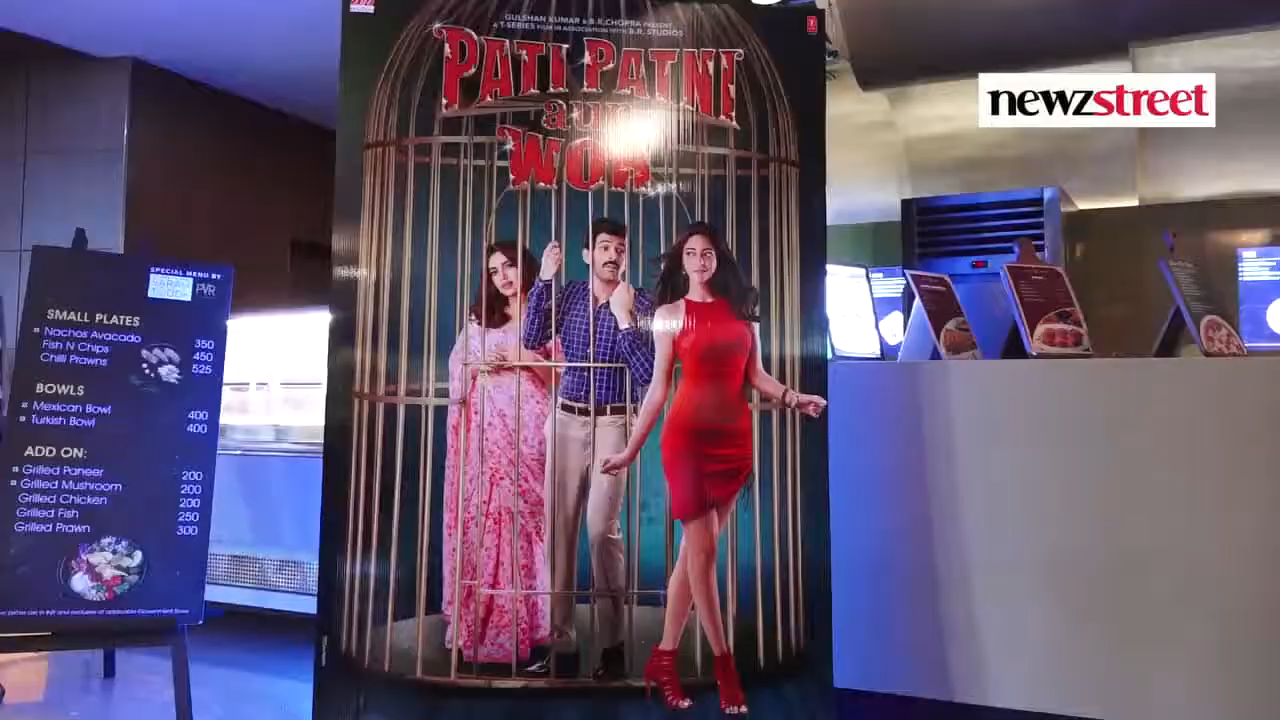 GULSHAN KUMAR & B.R.CHOPRA PRESENT
A T-SERIES FILM IN ASSOCIATION WITH B.R. STUDIOS
PATI PATNI
aur
WOH
newzstreet
SPECIAL MENU BY
SARAH
TODD
PVR
SMALL PLATES
Nachos Avacado 350
Fish N Chips 450
Chilli Prawns 525
BOWLS
Mexican Bowl 400
Turkish Bowl 400
ADD ON:
Grilled Paneer 200
Grilled Mushroom 200
Grilled Chicken 200
Grilled Fish 250
Grilled Prawn 300